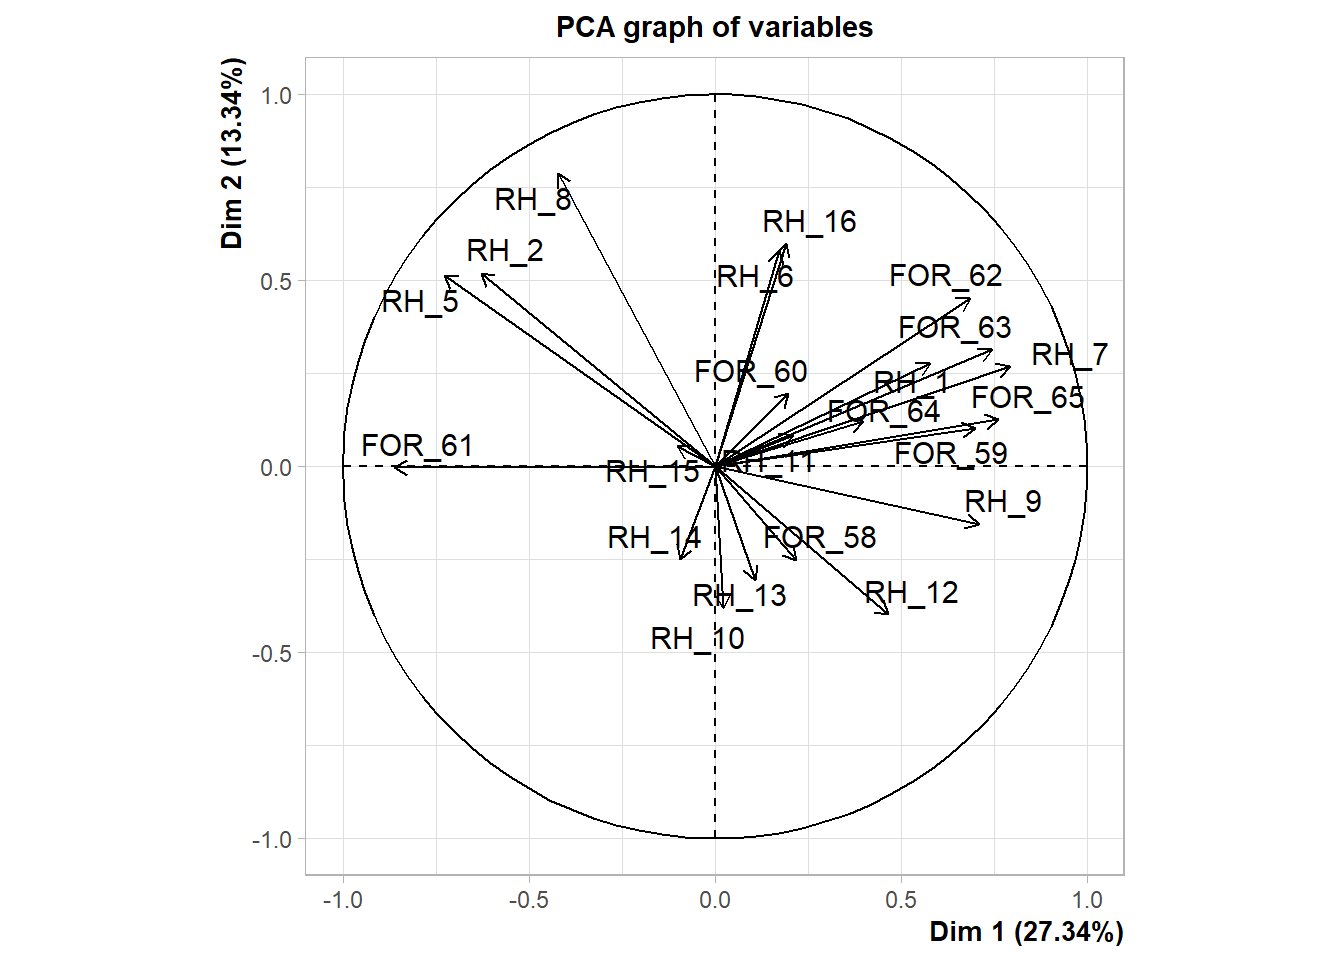 PCA graph of variables
Dim 2 (13.34%)
1.0
0.5
0.0
-0.5
-1.0
RH_8
RH_16
RH_2
RH_6
FOR_62
RH_5
FOR_63
RH_7
FOR_60
RH_1
FOR_65
FOR_64
FOR_61
FOR_59
RH_11
RH_15
RH_9
RH_14
FOR_58
RH_12
RH_13
RH_10
-1.0
-0.5
0.0
0.5
1.0
Dim 1 (27.34%)